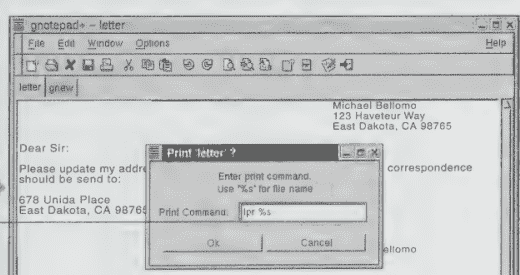 gnotepad+ - letter
File Edit Window Options Help
letter gnew
Michael Bellomo
123 Haveteur Way
East Dakota, CA 98765
Dear Sir:
Please update my addre correspondence
should be send to:
678 Unida Place
East Dakota, CA 98765
Print 'letter' ?
Enter print command.
Use '%s' for file name
Print Command: lpr %s
Ok Cancel
ellomo